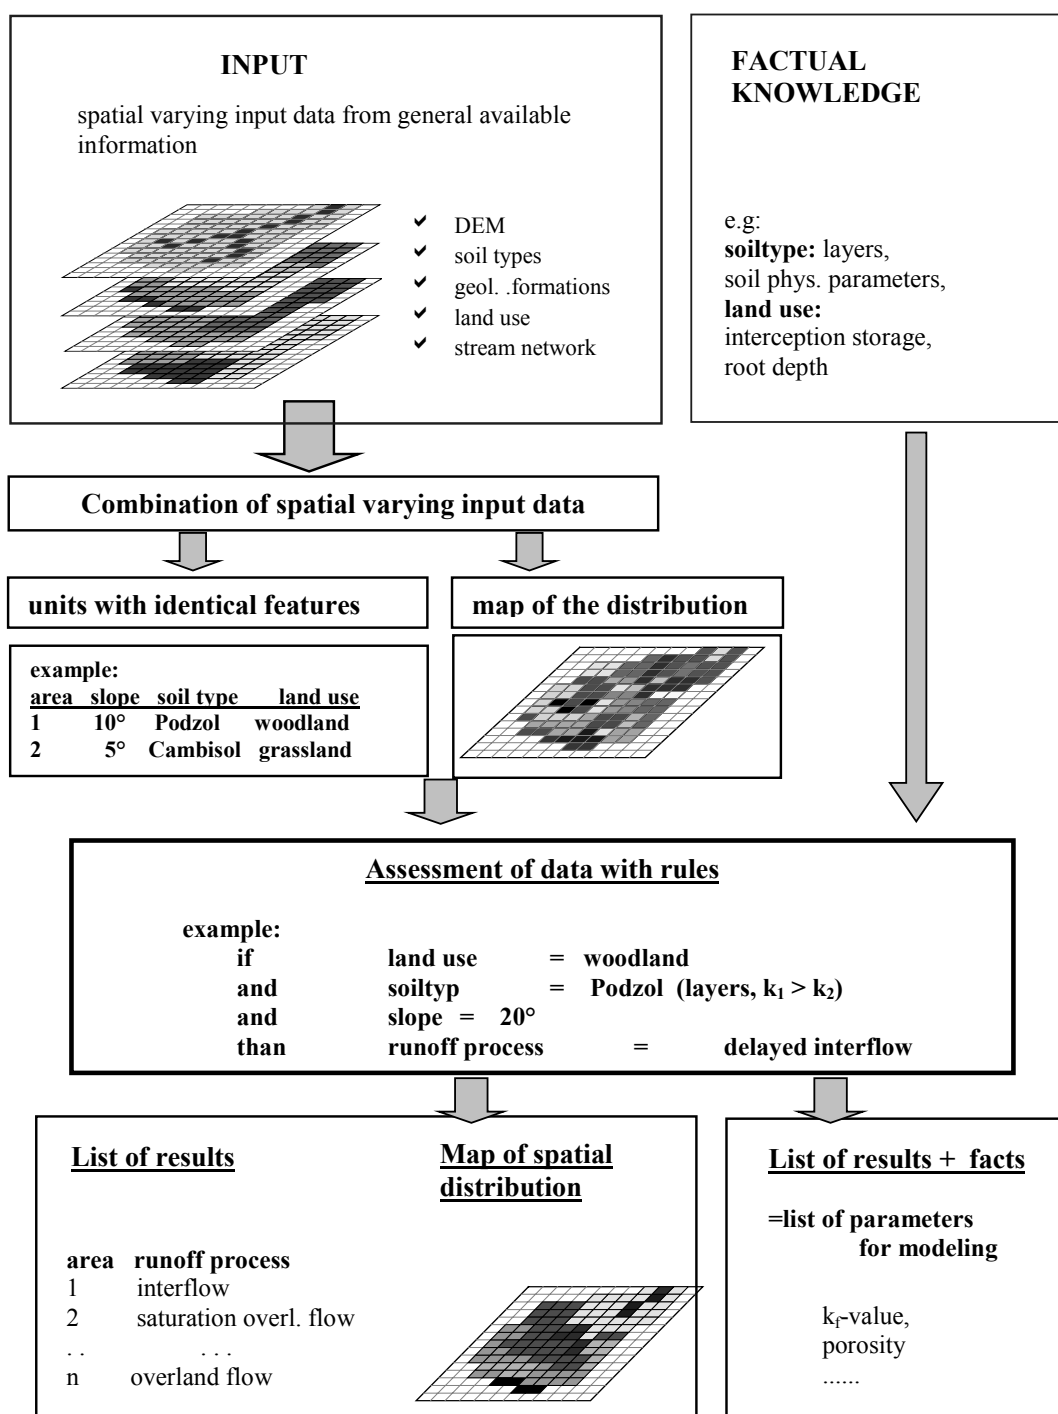 INPUT
spatial varying input data from general available
information
✓ DEM
✓ soil types
✓ geol. .formations
✓ land use
✓ stream network
FACTUAL
KNOWLEDGE
e.g:
soiltype: layers,
soil phys. parameters,
land use:
interception storage,
root depth
Combination of spatial varying input data
units with identical features
map of the distribution
example:
area slope soil type land use
1 10° Podzol woodland
2 5° Cambisol grassland
Assessment of data with rules
example:
if land use = woodland
and soiltyp = Podzol (layers, k₁ > k₂)
and slope = 20°
than runoff process = delayed interflow
List of results
area runoff process
1 interflow
2 saturation overl. flow
. . . . .
n overland flow
Map of spatial
distribution
List of results + facts
=list of parameters
for modeling
kf-value,
porosity
......